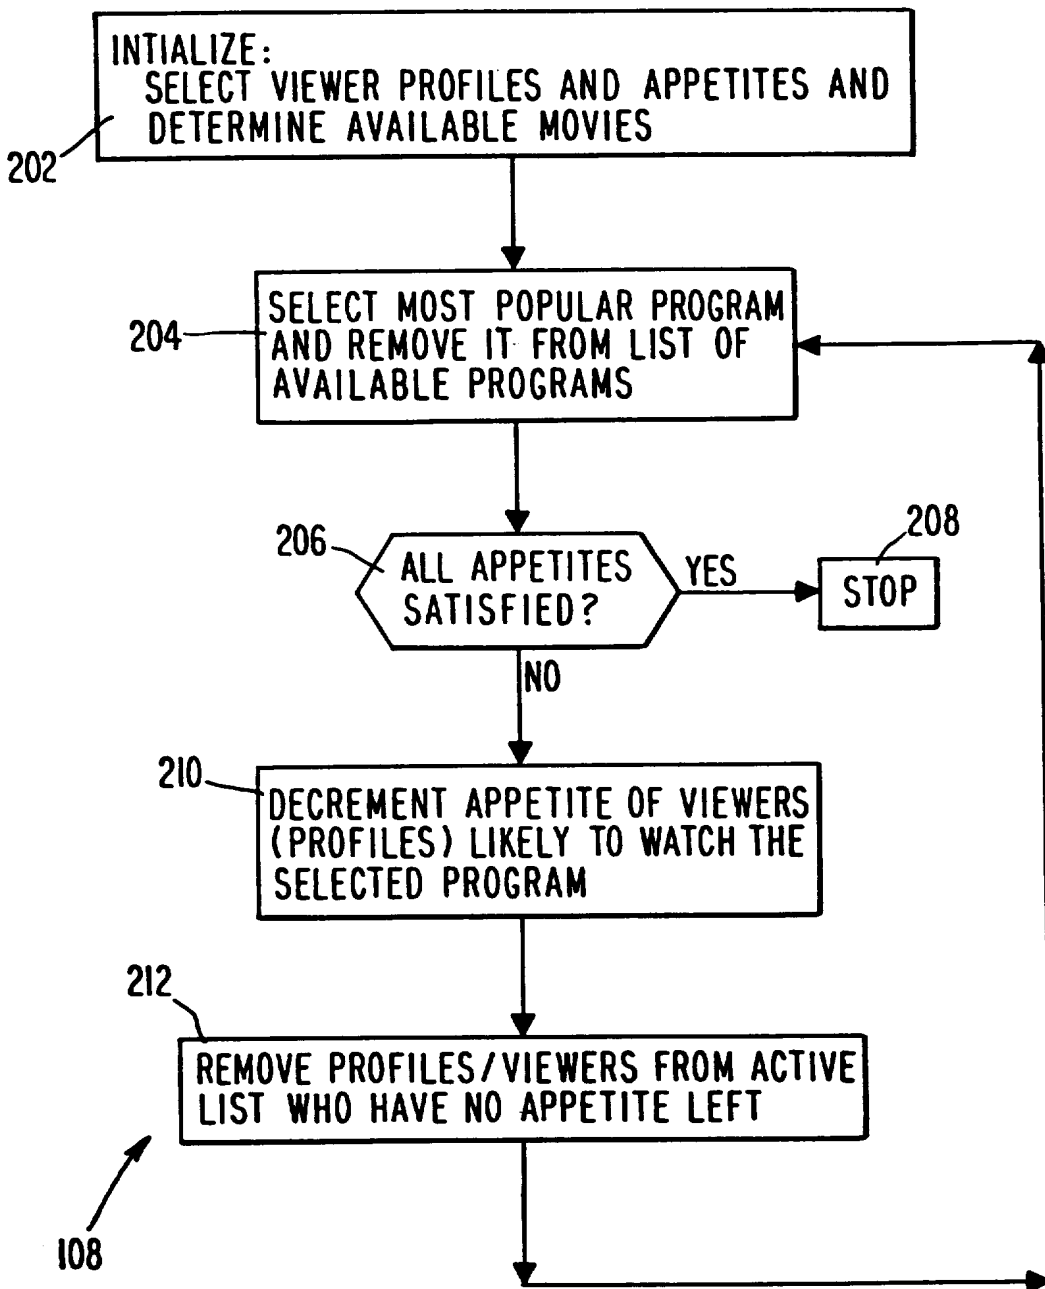 INTIALIZE:
SELECT VIEWER PROFILES AND APPETITES AND
DETERMINE AVAILABLE MOVIES
202
SELECT MOST POPULAR PROGRAM
AND REMOVE IT FROM LIST OF
AVAILABLE PROGRAMS
204
206
ALL APPETITES
SATISFIED?
YES
208
STOP
NO
210
DECREMENT APPETITE OF VIEWERS
(PROFILES) LIKELY TO WATCH THE
SELECTED PROGRAM
212
REMOVE PROFILES/VIEWERS FROM ACTIVE
LIST WHO HAVE NO APPETITE LEFT
108